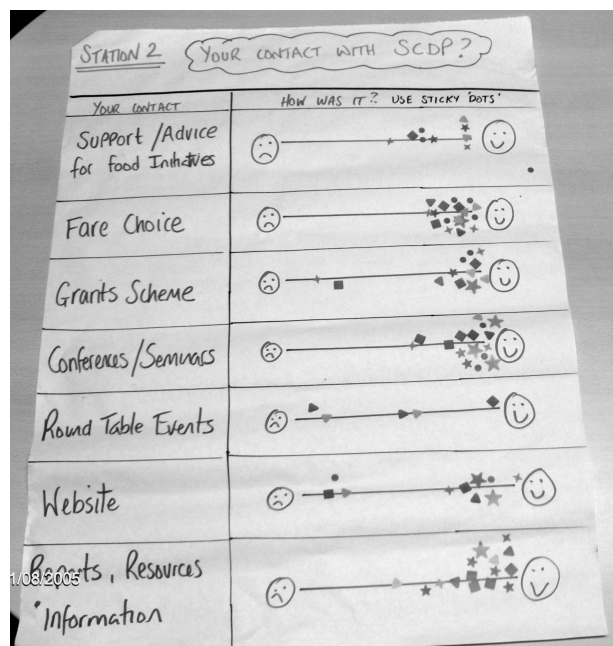 STATION 2
YOUR CONTACT WITH SCDP?
YOUR CONTACT
HOW WAS IT? USE STICKY 'DOTS'
Support/Advice
for food Initiatives
Fare Choice
Grants Scheme
Conferences/Seminars
Round Table Events
Website
Reports, Resources
1/08/2005
Information